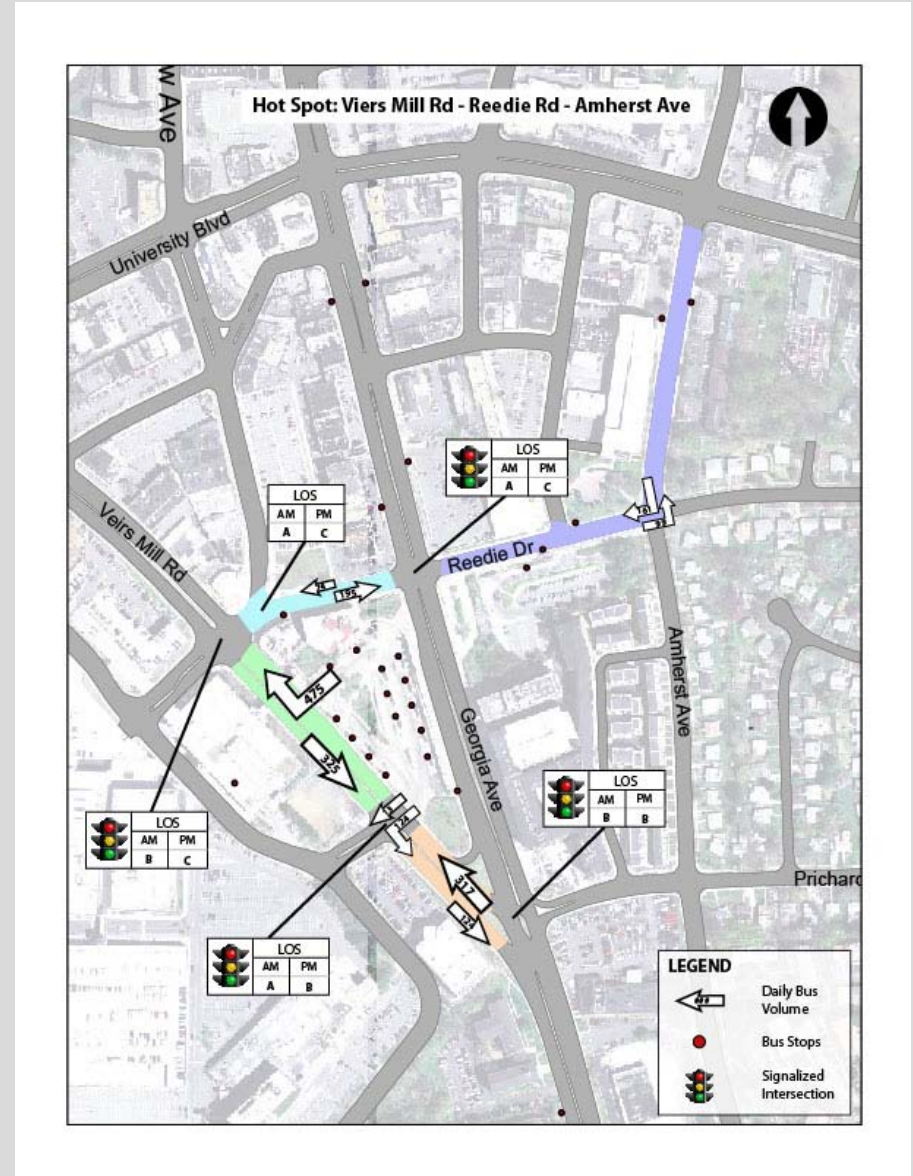 w Ave
Hot Spot: Viers Mill Rd - Reedie Rd - Amherst Ave
University Blvd
LOS
AM PM
A C
LOS
AM PM
A C
Veirs Mill Rd
Reedie Dr
195
475
Amherst Ave
325
Georgia Ave
LOS
AM PM
B B
LOS
AM PM
B C
124
317
124
Prichard
LOS
AM PM
A B
LEGEND
Daily Bus
Volume
Bus Stops
Signalized
Intersection